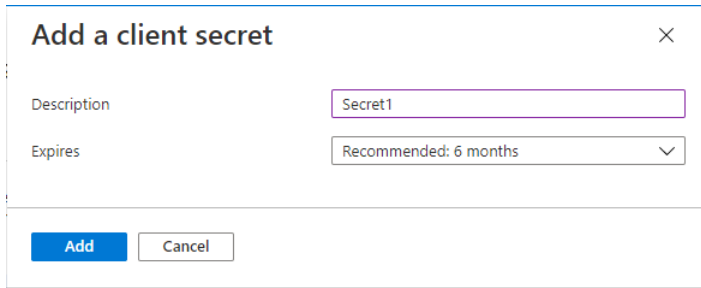 Add a client secret
Description
Secret1
Expires
Recommended: 6 months
Add
Cancel